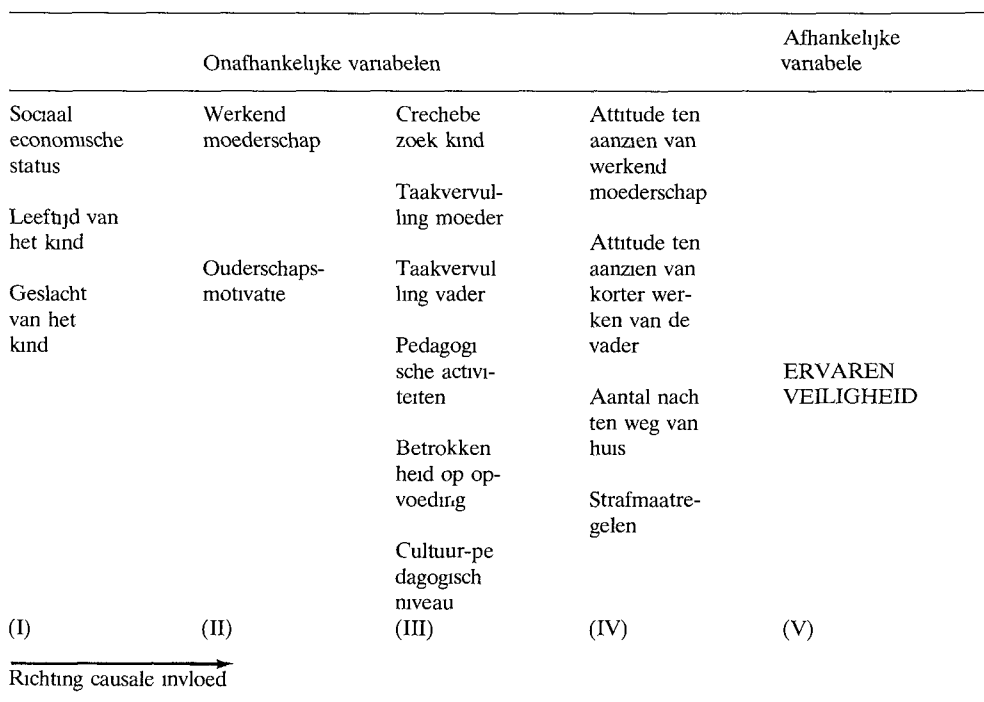 Onafhankelijke variabelen
Afhankelijke
variabele
Sociaal
economische
status
Leeftijd van
het kind
Geslacht
van het
kind
Werkend
moederschap
Ouderschaps-
motivatie
Crechebe
zoek kind
Taakvervul-
ling moeder
Taakvervul
ling vader
Pedagogi
sche activi-
teiten
Betrokken
heid op op-
voeding
Cultuur-pe
dagogisch
niveau
Attitude ten
aanzien van
werkend
moederschap
Attitude ten
aanzien van
korter wer-
ken van de
vader
Aantal nach
ten weg van
huis
Strafmaatre-
gelen
ERVAREN
VEILIGHEID
(I)
(II)
(III)
(IV)
(V)
Richting causale invloed